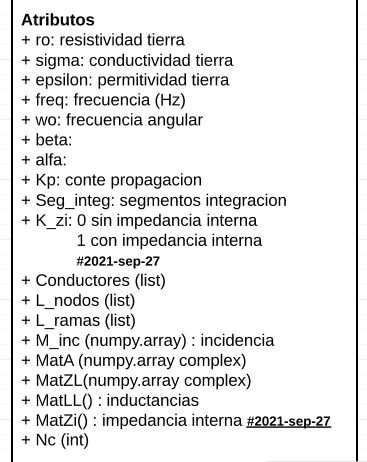 Atributos
+ ro: resistividad tierra
+ sigma: conductividad tierra
+ epsilon: permitividad tierra
+ freq: frecuencia (Hz)
+ wo: frecuencia angular
+ beta:
+ alfa:
+ Kp: conte propagacion
+ Seg_integ: segmentos integracion
+ K_zi: 0 sin impedancia interna
1 con impedancia interna
#2021-sep-27
+ Conductores (list)
+ L_nodos (list)
+ L_ramas (list)
+ M_inc (numpy.array) : incidencia
+ MatA (numpy.array complex)
+ MatZL(numpy.array complex)
+ MatLL() : inductancias
+ MatZi() : impedancia interna #2021-sep-27
+ Nc (int)